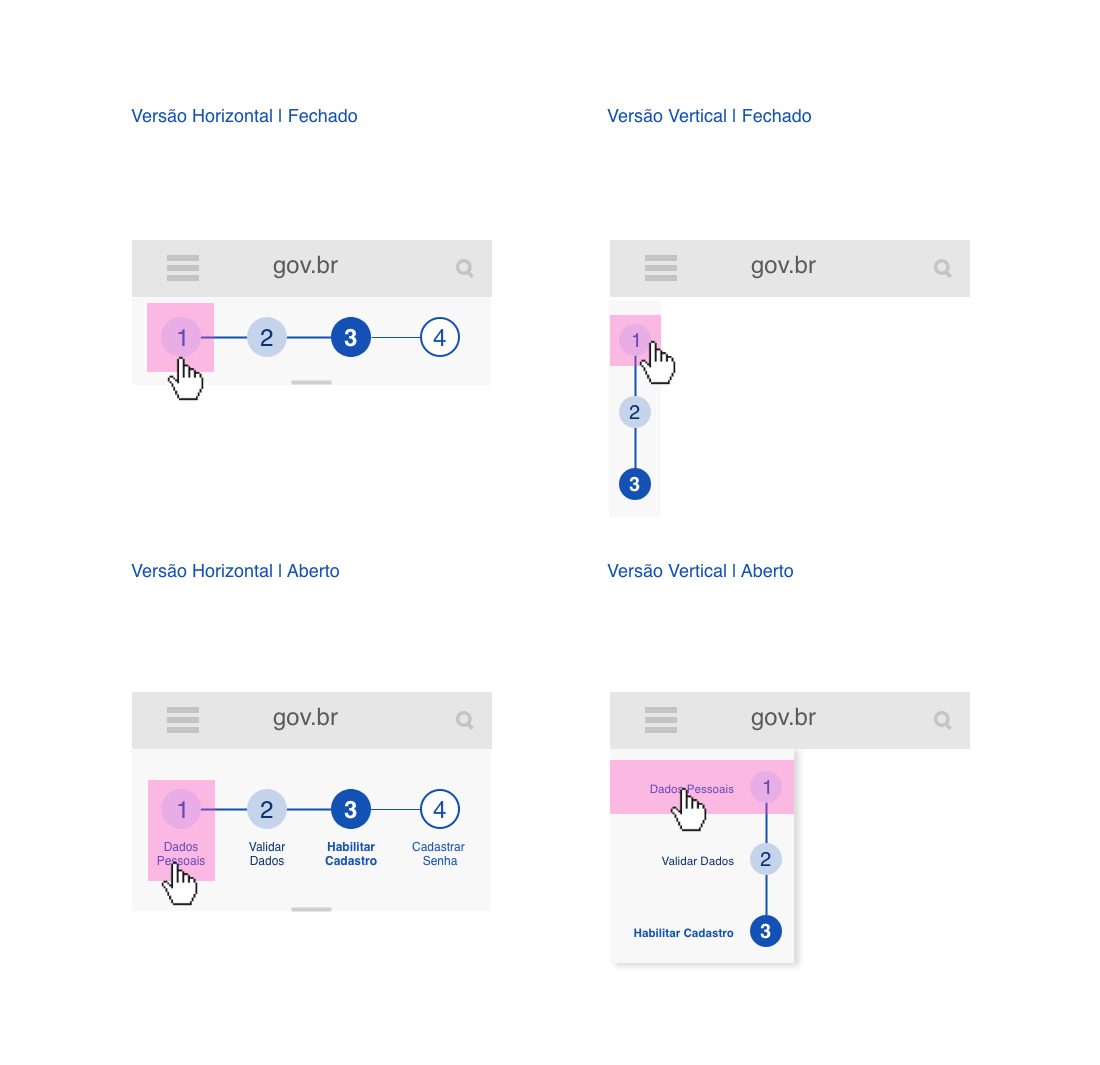 Versão Horizontal | Fechado
Versão Vertical | Fechado
gov.br
1 2 3 4
gov.br
1
2
3
Versão Horizontal | Aberto
Versão Vertical | Aberto
gov.br
1 2 3 4
Dados
Pessoais
Validar
Dados
Habilitar
Cadastro
Cadastrar
Senha
gov.br
Dados Pessoais 1
Validar Dados 2
Habilitar Cadastro 3